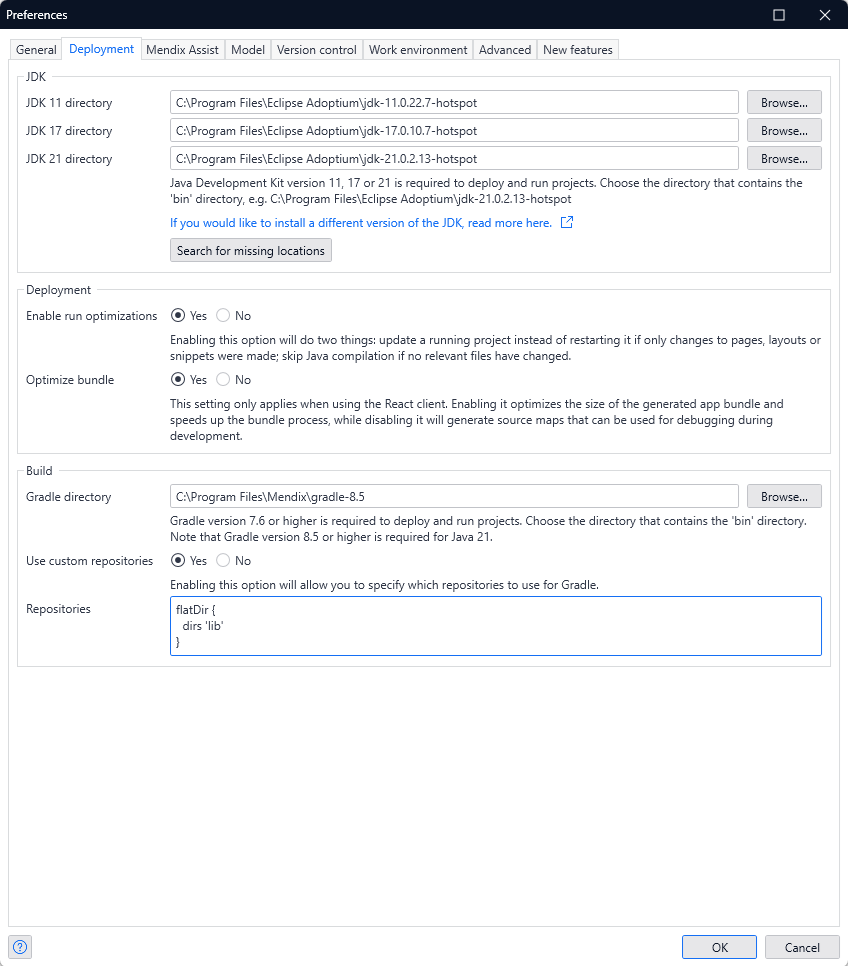 Preferences
General Deployment Mendix Assist Model Version control Work environment Advanced New features
JDK
JDK 11 directory C:\Program Files\Eclipse Adoptium\jdk-11.0.22.7-hotspot Browse...
JDK 17 directory C:\Program Files\Eclipse Adoptium\jdk-17.0.10.7-hotspot Browse...
JDK 21 directory C:\Program Files\Eclipse Adoptium\jdk-21.0.2.13-hotspot Browse...
Java Development Kit version 11, 17 or 21 is required to deploy and run projects. Choose the directory that contains the
'bin' directory, e.g. C:\Program Files\Eclipse Adoptium\jdk-21.0.2.13-hotspot
If you would like to install a different version of the JDK, read more here.
Search for missing locations
Deployment
Enable run optimizations Yes No
Enabling this option will do two things: update a running project instead of restarting it if only changes to pages, layouts or
snippets were made; skip Java compilation if no relevant files have changed.
Optimize bundle Yes No
This setting only applies when using the React client. Enabling it optimizes the size of the generated app bundle and
speeds up the bundle process, while disabling it will generate source maps that can be used for debugging during
development.
Build
Gradle directory C:\Program Files\Mendix\gradle-8.5 Browse...
Gradle version 7.6 or higher is required to deploy and run projects. Choose the directory that contains the 'bin' directory.
Note that Gradle version 8.5 or higher is required for Java 21.
Use custom repositories Yes No
Enabling this option will allow you to specify which repositories to use for Gradle.
Repositories flatDir {
dirs 'lib'
}
? OK Cancel